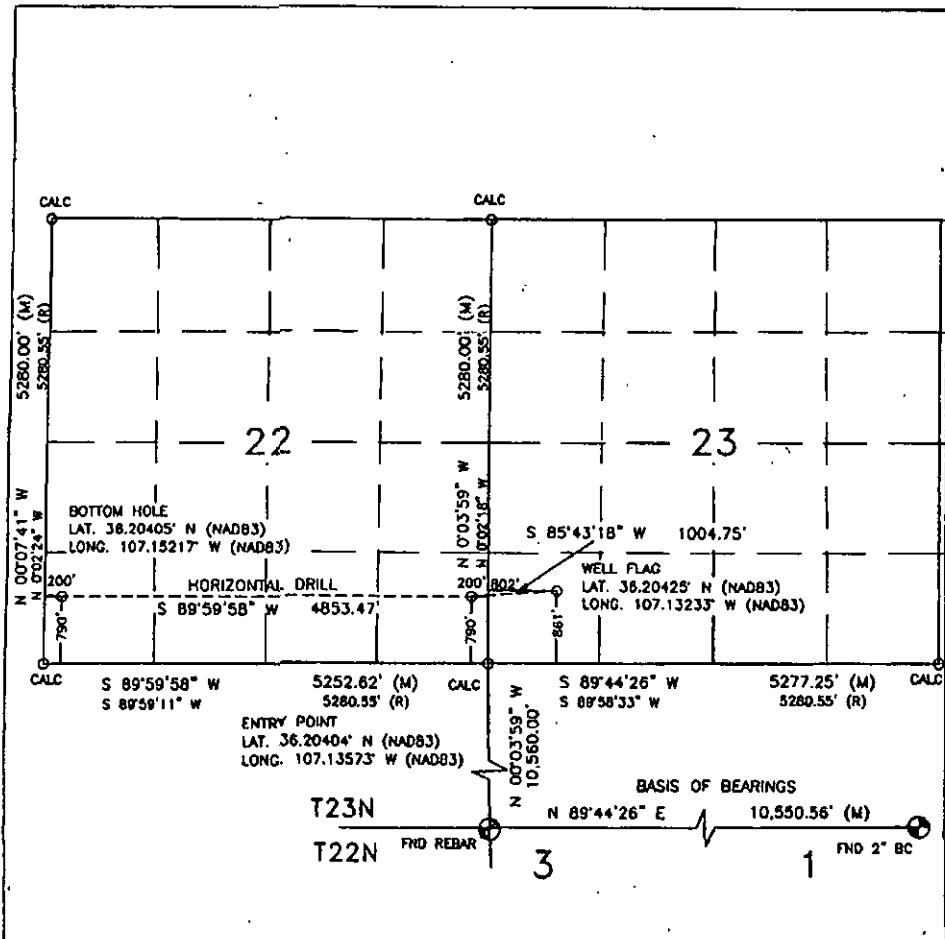 CALC
CALC
5280.00' (M)
5280.55' (R)
5280.00' (M)
5280.55' (R)
22
23
N 00°07'41" W
N 0°02'24" W
N 0°03'59" W
N 0°02'18" W
BOTTOM HOLE
LAT. 36.20405° N (NAD83)
LONG. 107.15217° W (NAD83)
S 85°43'18" W 1004.75'
WELL FLAG
LAT. 36.20425° N (NAD83)
LONG. 107.13233° W (NAD83)
200'
HORIZONTAL DRILL
200'
802'
S 89°59'58" W 4853.47'
790'
790'
891'
CALC
S 89°59'58" W 5252.62' (M)
CALC
S 89°44'26" W 5277.25' (M)
CALC
S 89°59'11" W 5280.55' (R)
S 89°58'33" W 5280.55' (R)
ENTRY POINT
LAT. 36.20404° N (NAD83)
LONG. 107.13573° W (NAD83)
N 00°03'59" W
10,560.00'
BASIS OF BEARINGS
T23N
N 89°44'26" E 10,550.56' (M)
T22N
FND REBAR
3
1
FND 2" BC